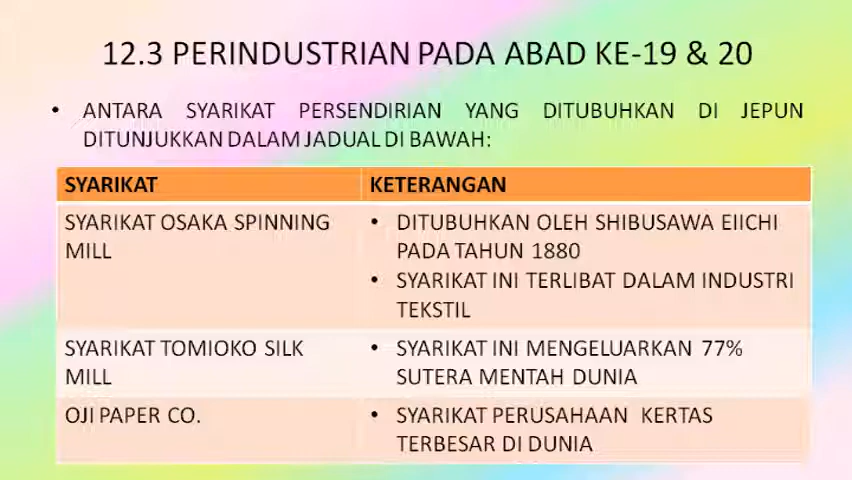 12.3 PERINDUSTRIAN PADA ABAD KE-19 & 20
• ANTARA SYARIKAT PERSENDIRIAN YANG DITUBUHKAN DI JEPUN
DITUNJUKKAN DALAM JADUAL DI BAWAH:
SYARIKAT KETERANGAN
SYARIKAT OSAKA SPINNING
MILL
• DITUBUHKAN OLEH SHIBUSAWA EIICHI
PADA TAHUN 1880
• SYARIKAT INI TERLIBAT DALAM INDUSTRI
TEKSTIL
SYARIKAT TOMIOKO SILK
MILL
• SYARIKAT INI MENGELUARKAN 77%
SUTERA MENTAH DUNIA
OJI PAPER CO.
• SYARIKAT PERUSAHAAN KERTAS
TERBESAR DI DUNIA